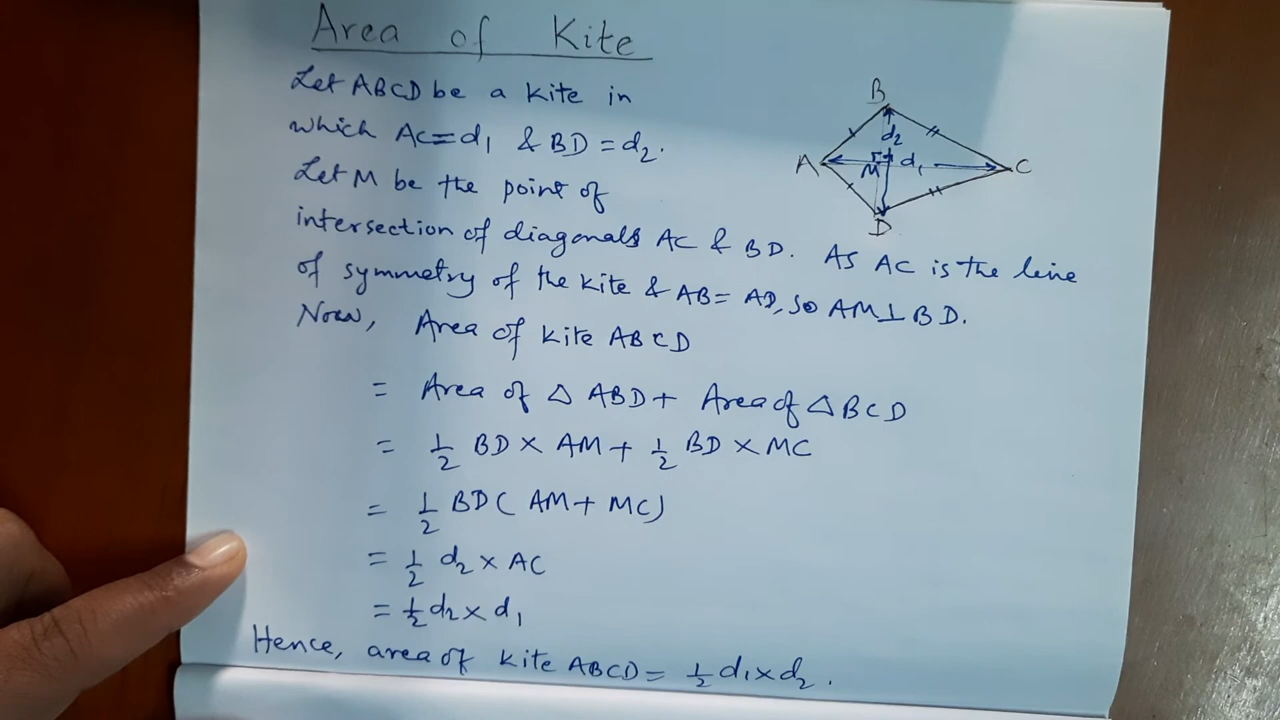 Area of Kite
Let ABCD be a kite in
which AC=d₁ & BD=d₂.
Let M be the point of
intersection of diagonals AC & BD. As AC is the line
of symmetry of the kite & AB= AD, so AM⊥BD.
Now, Area of kite ABCD
= Area of △ ABD+ Area of △BCD
= 1/2 BD × AM + 1/2 BD × MC
= 1/2 BD( AM+ MC)
= 1/2 d₂ × AC
= 1/2 d₂ × d₁
Hence, area of kite ABCD= 1/2 d₁×d₂.
B
d₂
A
M
d₁
C
D